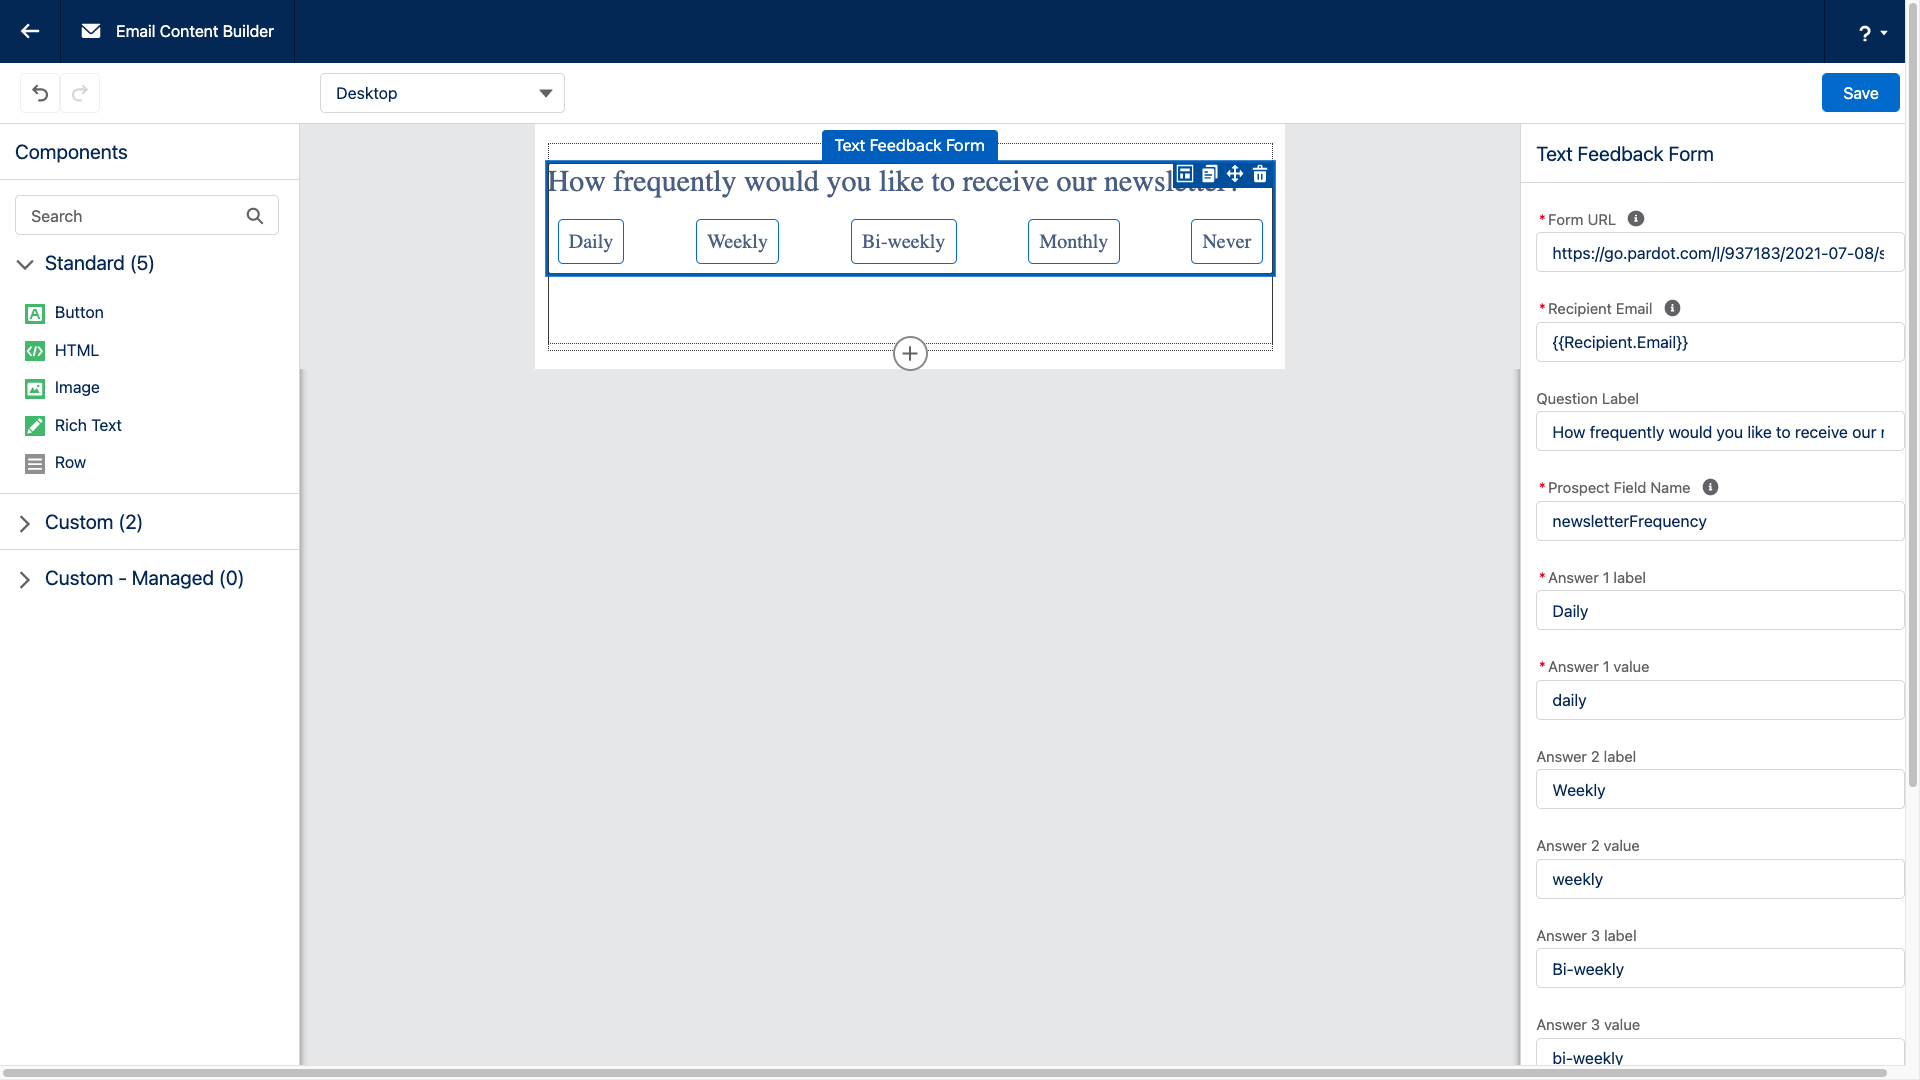 Email Content Builder
?
Desktop
Save
Components
Search
Standard (5)
Button
HTML
Image
Rich Text
Row
Custom (2)
Custom - Managed (0)
Text Feedback Form
How frequently would you like to receive our newsletter?
Daily
Weekly
Bi-weekly
Monthly
Never
Text Feedback Form
* Form URL
https://go.pardot.com/l/937183/2021-07-08/s
* Recipient Email
{{Recipient.Email}}
Question Label
How frequently would you like to receive our
* Prospect Field Name
newsletterFrequency
* Answer 1 label
Daily
* Answer 1 value
daily
Answer 2 label
Weekly
Answer 2 value
weekly
Answer 3 label
Bi-weekly
Answer 3 value
bi-weekly